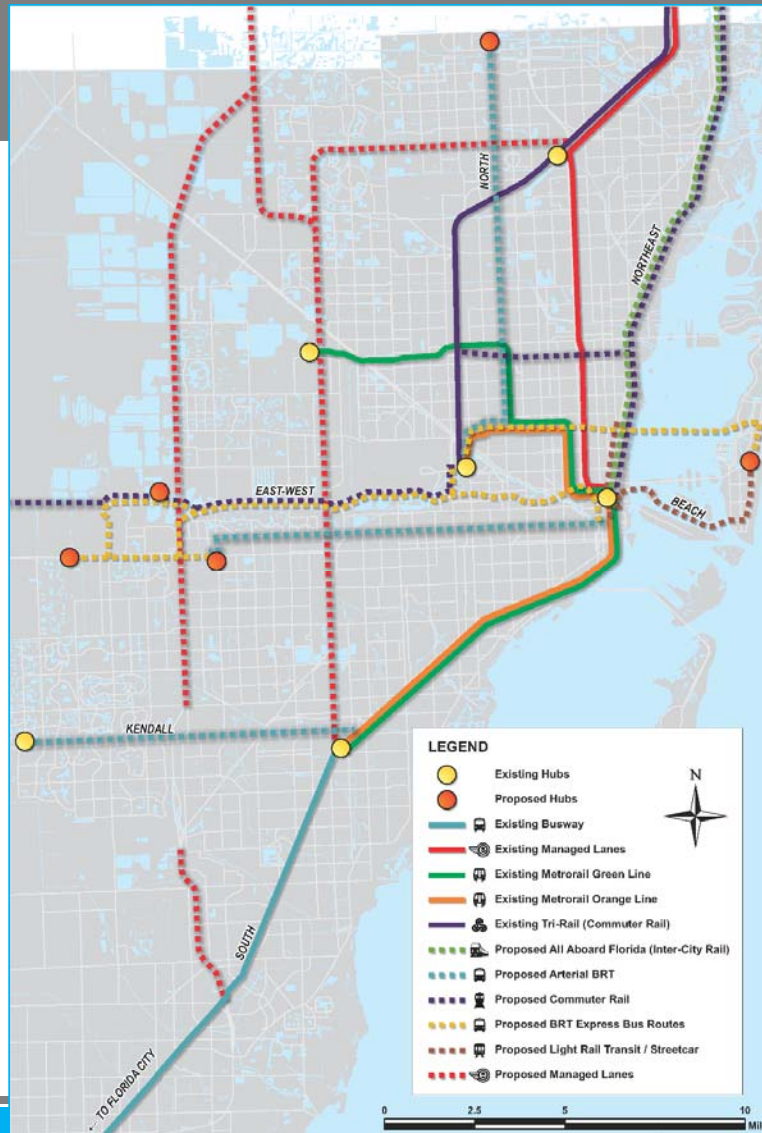 NORTH
NORTHEAST
EAST-WEST
BEACH
KENDALL
SOUTH
← TO FLORIDA CITY
LEGEND
Existing Hubs
Proposed Hubs
Existing Busway
Existing Managed Lanes
Existing Metrorail Green Line
Existing Metrorail Orange Line
Existing Tri-Rail (Commuter Rail)
Proposed All Aboard Florida (Inter-City Rail)
Proposed Arterial BRT
Proposed Commuter Rail
Proposed BRT Express Bus Routes
Proposed Light Rail Transit / Streetcar
Proposed Managed Lanes
N
0 2.5 5 10
Mil